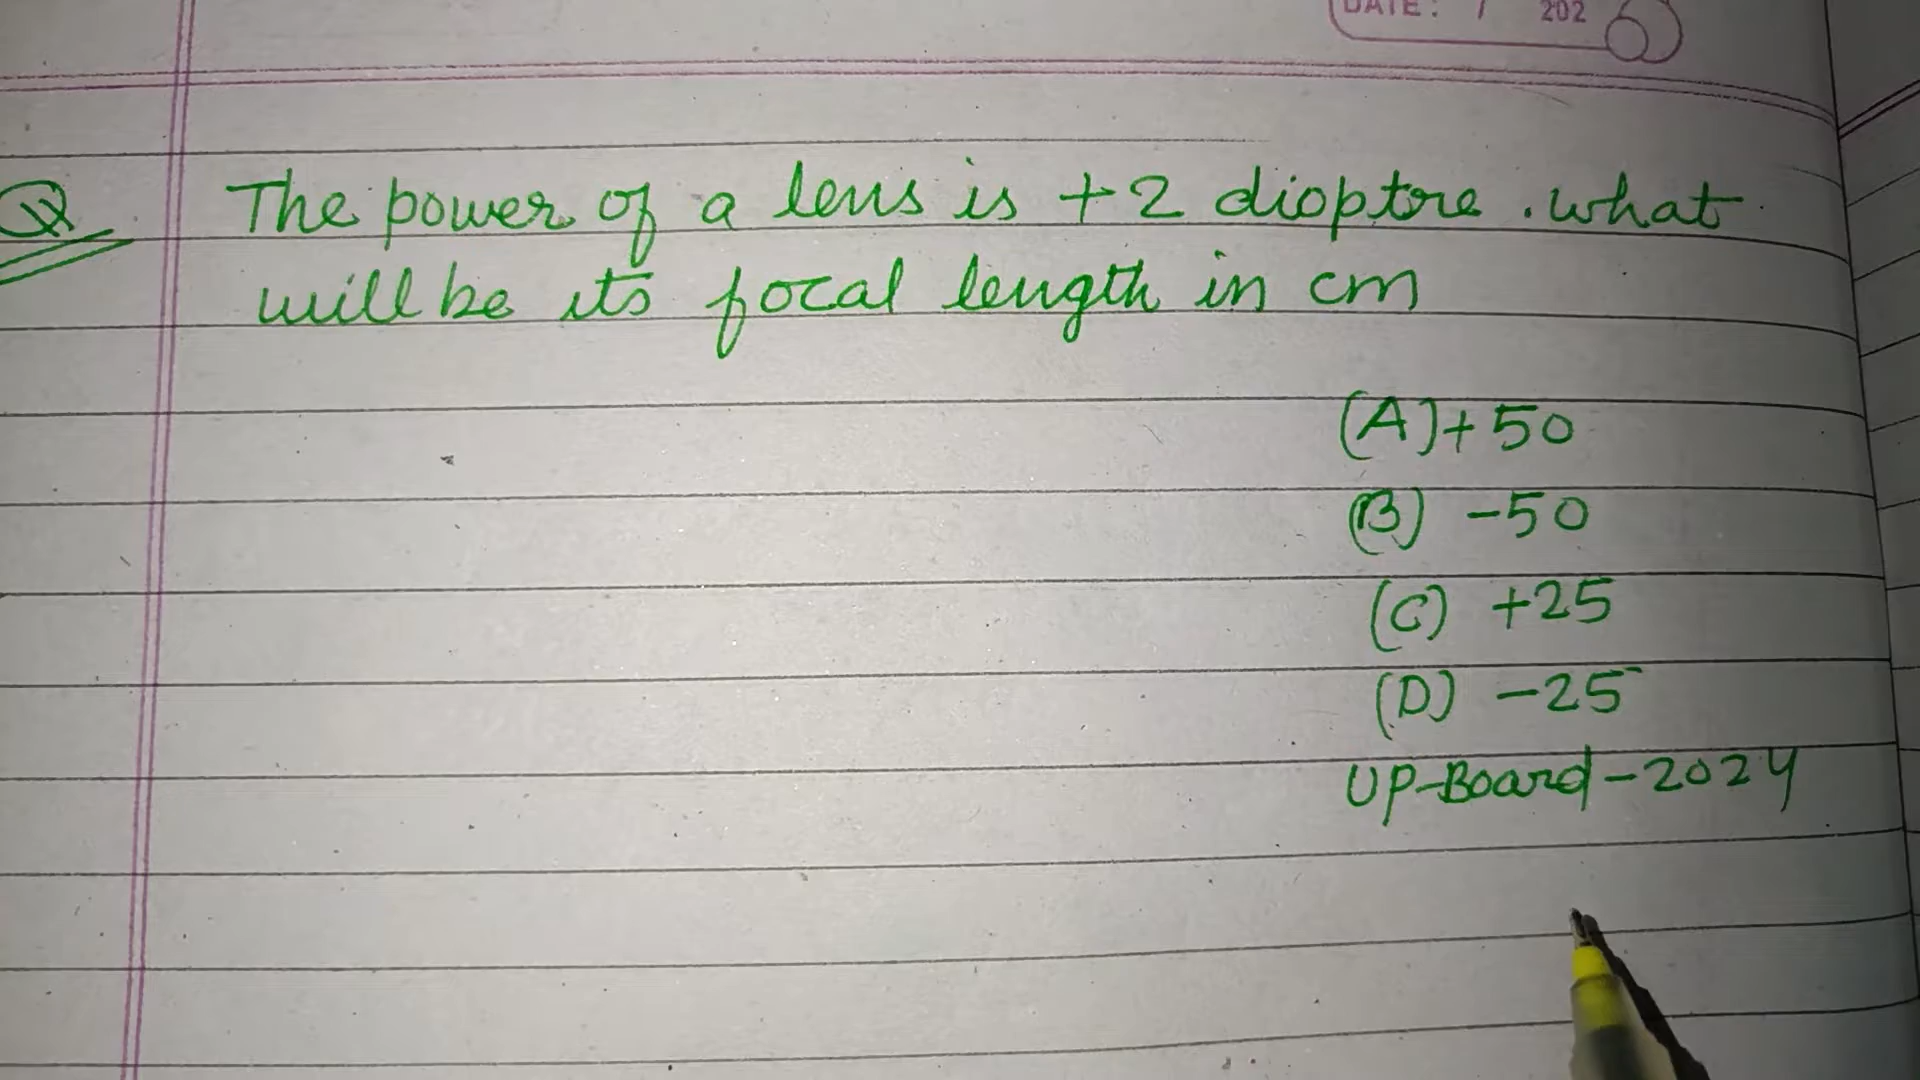 DATE: / 202
Q The power of a lens is +2 dioptre. what
will be its focal length in cm
(A) +50
(B) -50
(C) +25
(D) -25
UP-Board-2024